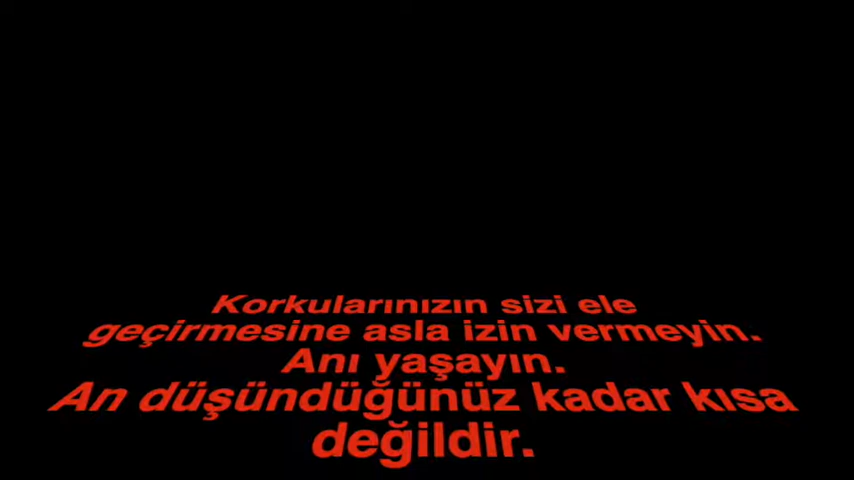 Korkularınızın sizi ele
geçirmesine asla izin vermeyin.
Anı yaşayın.
An düşündüğünüz kadar kısa
değildir.